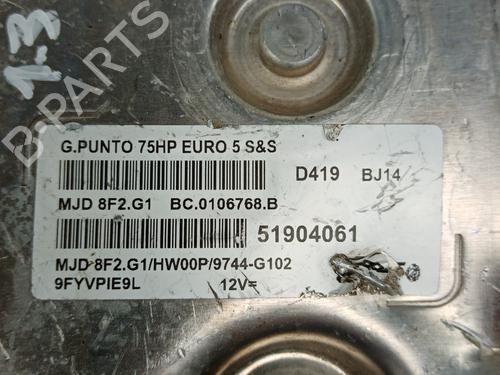 1.3
B-PARTS
G.PUNTO 75HP EURO 5 S&S
D419 BJ14
MJD 8F2.G1 BC.0106768.B
51904061
MJD 8F2.G1/HW00P/9744-G102
9FYVPIE9L 12V=